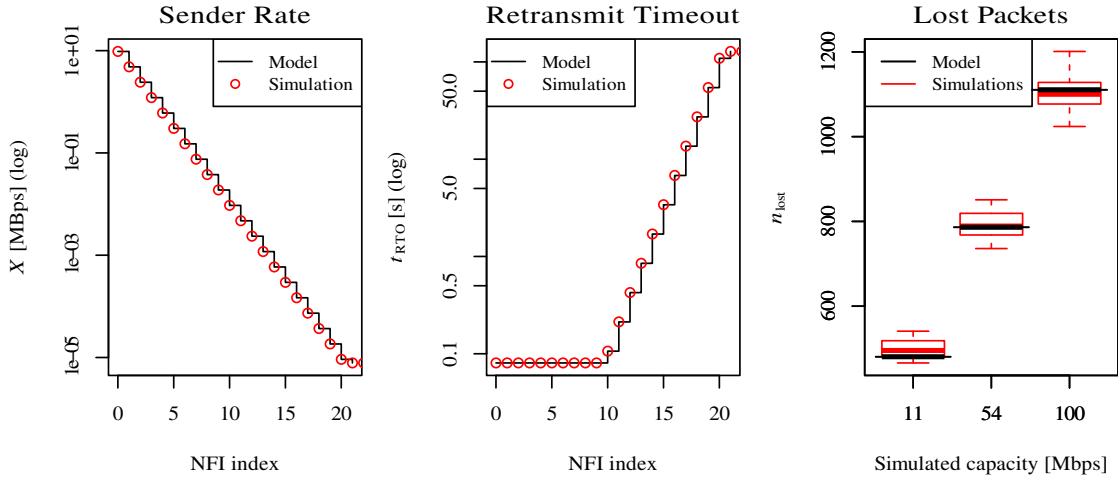 Sender Rate
X [MBps] (log)
1e+01
1e-01
1e-03
1e-05
Model
Simulation
0 5 10 15 20
NFI index
Retransmit Timeout
t RTO [s] (log)
50.0
5.0
0.5
0.1
Model
Simulation
0 5 10 15 20
NFI index
Lost Packets
n lost
1200
1000
800
600
Model
Simulations
11 54 100
Simulated capacity [Mbps]